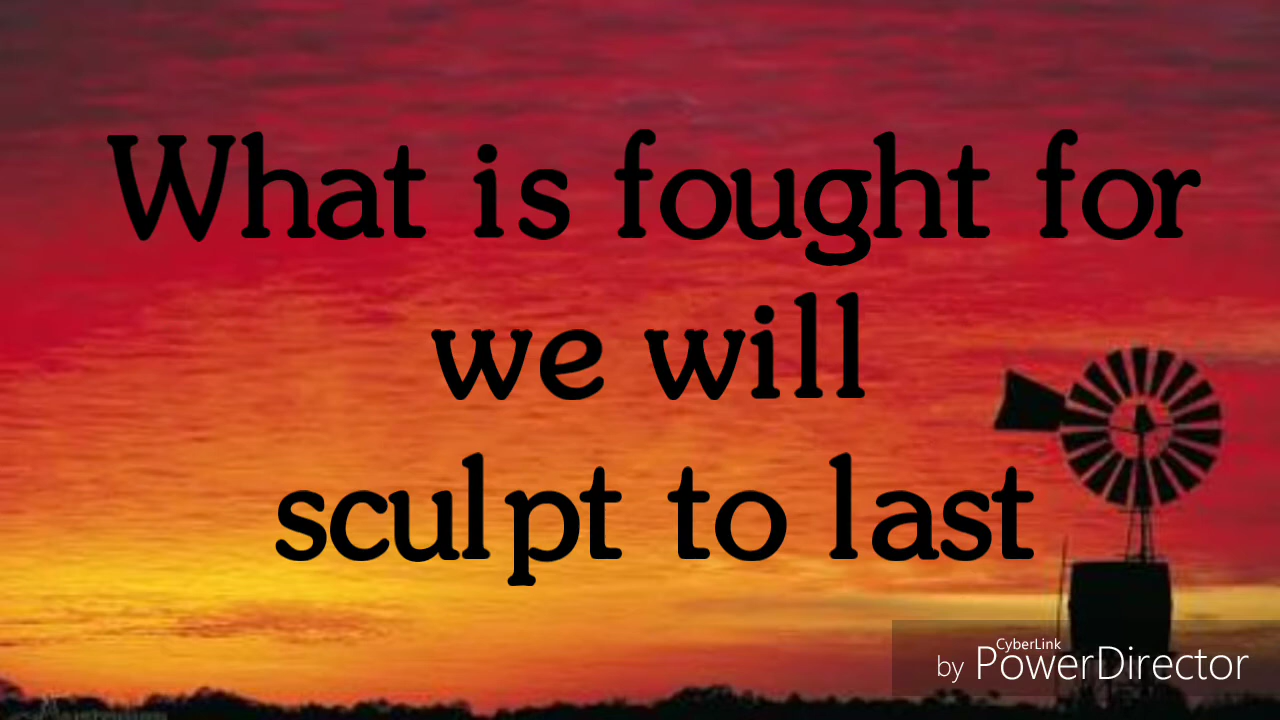 What is fought for
we will
sculpt to last
CyberLink
by PowerDirector